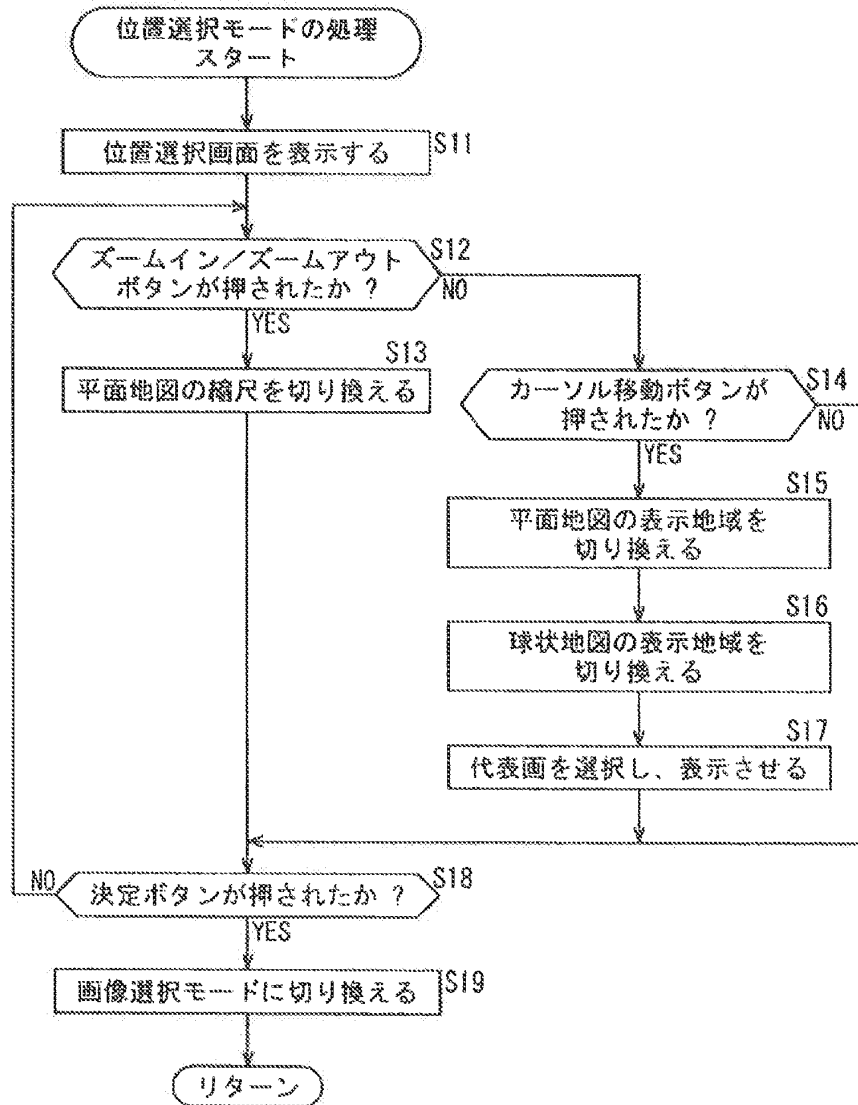 位置選択モードの処理
スタート
位置選択画面を表示する
S11
ズームイン/ズームアウト
ボタンが押されたか ?
S12
NO
YES
S13
平面地図の縮尺を切り換える
カーソル移動ボタンが
押されたか ?
S14
NO
YES
S15
平面地図の表示地域を
切り換える
S16
球状地図の表示地域を
切り換える
S17
代表画を選択し、表示させる
NO
決定ボタンが押されたか ?
S18
YES
画像選択モードに切り換える
S19
リターン